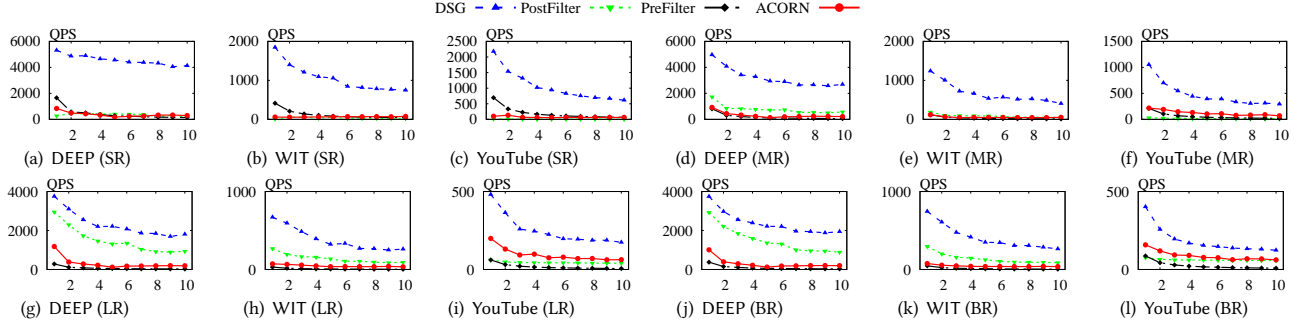 DSG PostFilter PreFilter ACORN
QPS QPS QPS QPS QPS QPS
6000 2000 2500 6000 2000 1500
2000
4000 4000 1000
1500
1000 1000
1000
2000 2000 500
500
0 0 0 0 0 0
2 4 6 8 10 2 4 6 8 10 2 4 6 8 10 2 4 6 8 10 2 4 6 8 10 2 4 6 8 10
(a) DEEP (SR) (b) WIT (SR) (c) YouTube (SR) (d) DEEP (MR) (e) WIT (MR) (f) YouTube (MR)
QPS QPS QPS QPS QPS QPS
4000 1000 500 4000 1000 500
2000 2000
0 0 0 0 0 0
2 4 6 8 10 2 4 6 8 10 2 4 6 8 10 2 4 6 8 10 2 4 6 8 10 2 4 6 8 10
(g) DEEP (LR) (h) WIT (LR) (i) YouTube (LR) (j) DEEP (BR) (k) WIT (BR) (l) YouTube (BR)